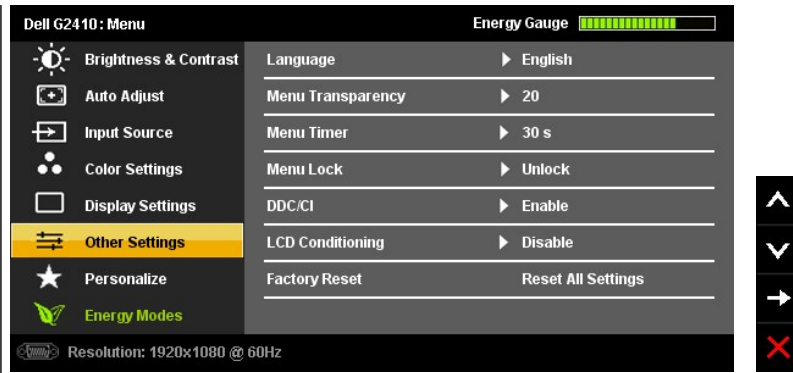 Dell G2410 : Menu
Energy Gauge
Brightness & Contrast
Auto Adjust
Input Source
Color Settings
Display Settings
Other Settings
Personalize
Energy Modes
Language English
Menu Transparency 20
Menu Timer 30 s
Menu Lock Unlock
DDC/CI Enable
LCD Conditioning Disable
Factory Reset Reset All Settings
Resolution: 1920x1080 @ 60Hz